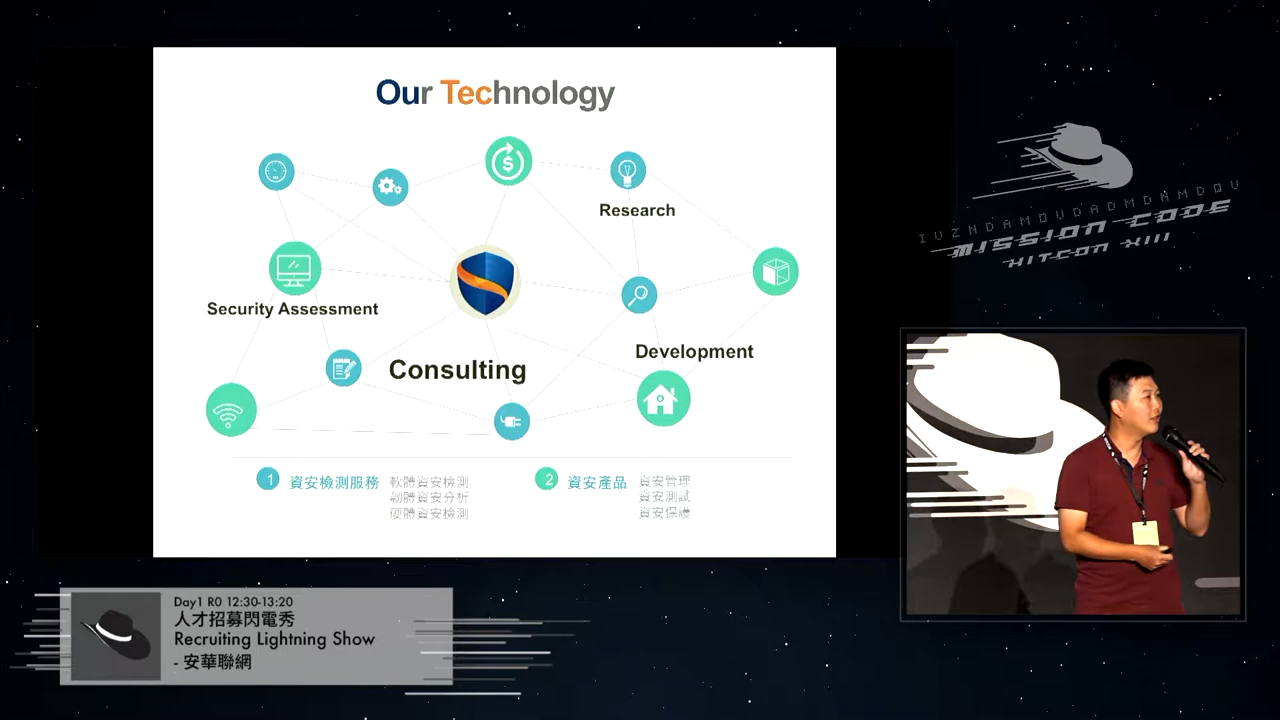 Our Technology
Research
Security Assessment
Development
Consulting
1 資安檢測服務
軟體資安檢測
韌體資安分析
硬體資安檢測
2 資安產品
資安管理
資安測試
資安保護
MISSION CODE
HITCON XIII
Day1 R0 12:30-13:20
人才招募閃電秀
Recruiting Lightning Show
- 安華聯網